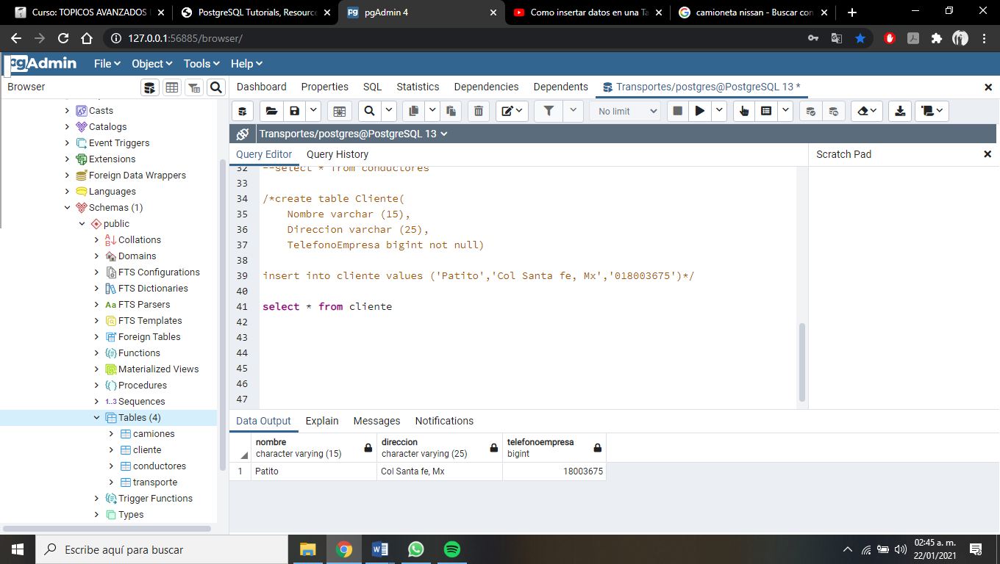 Curso: TOPICOS AVANZADOS
PostgreSQL Tutorials, Resource
pgAdmin 4
Como insertar datos en una Ta
camioneta nissan - Buscar con
127.0.0.1:56885/browser/
pgAdmin
File
Object
Tools
Help
Browser
Dashboard
Properties
SQL
Statistics
Dependencies
Dependents
Transportes/postgres@PostgreSQL 13 *
No limit
Transportes/postgres@PostgreSQL 13
Query Editor
Query History
Scratch Pad
Casts
Catalogs
Event Triggers
Extensions
Foreign Data Wrappers
Languages
Schemas (1)
public
Collations
Domains
FTS Configurations
FTS Dictionaries
Aa FTS Parsers
FTS Templates
Foreign Tables
Functions
Materialized Views
Procedures
1..3 Sequences
Tables (4)
camiones
cliente
conductores
transporte
Trigger Functions
Types
32 --select * from conductores
33
34 /*create table Cliente(
35 Nombre varchar (15),
36 Direccion varchar (25),
37 TelefonoEmpresa bigint not null)
38
39 insert into cliente values ('Patito','Col Santa fe, Mx','018003675')*/
40
41 select * from cliente
42
43
44
45
46
47
Data Output
Explain
Messages
Notifications
nombre
character varying (15)
direccion
character varying (25)
telefonoempresa
bigint
1 Patito Col Santa fe, Mx 18003675
Escribe aquí para buscar
02:45 a. m.
22/01/2021